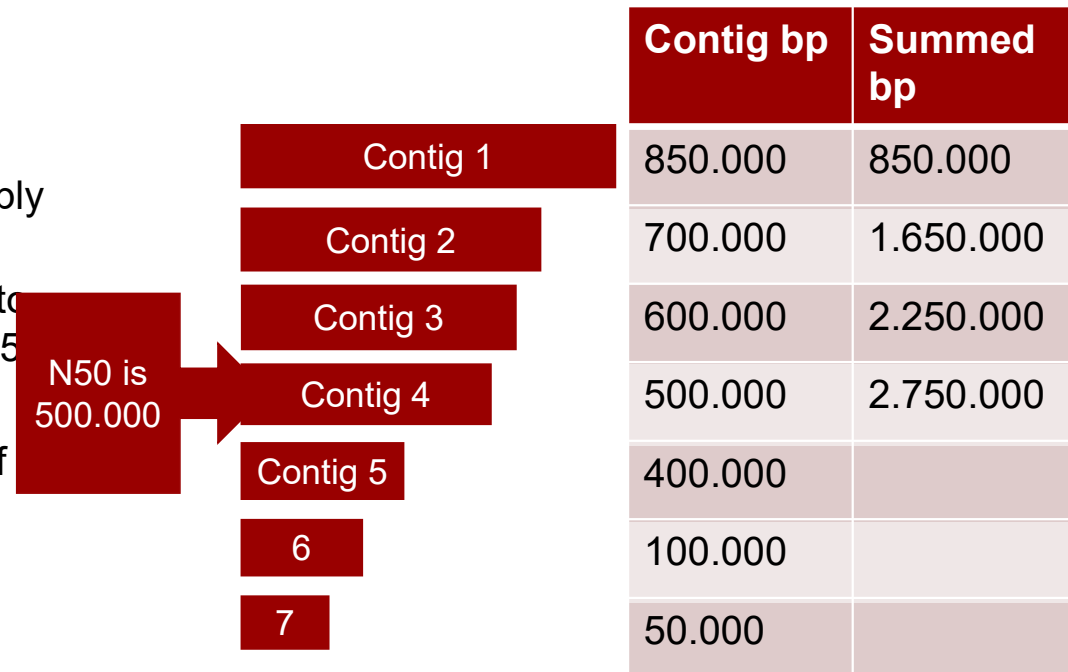 Contig bp
Summed
bp
Contig 1
850.000
850.000
Contig 2
700.000
1.650.000
Contig 3
600.000
2.250.000
N50 is
500.000
Contig 4
500.000
2.750.000
Contig 5
400.000
6
100.000
7
50.000